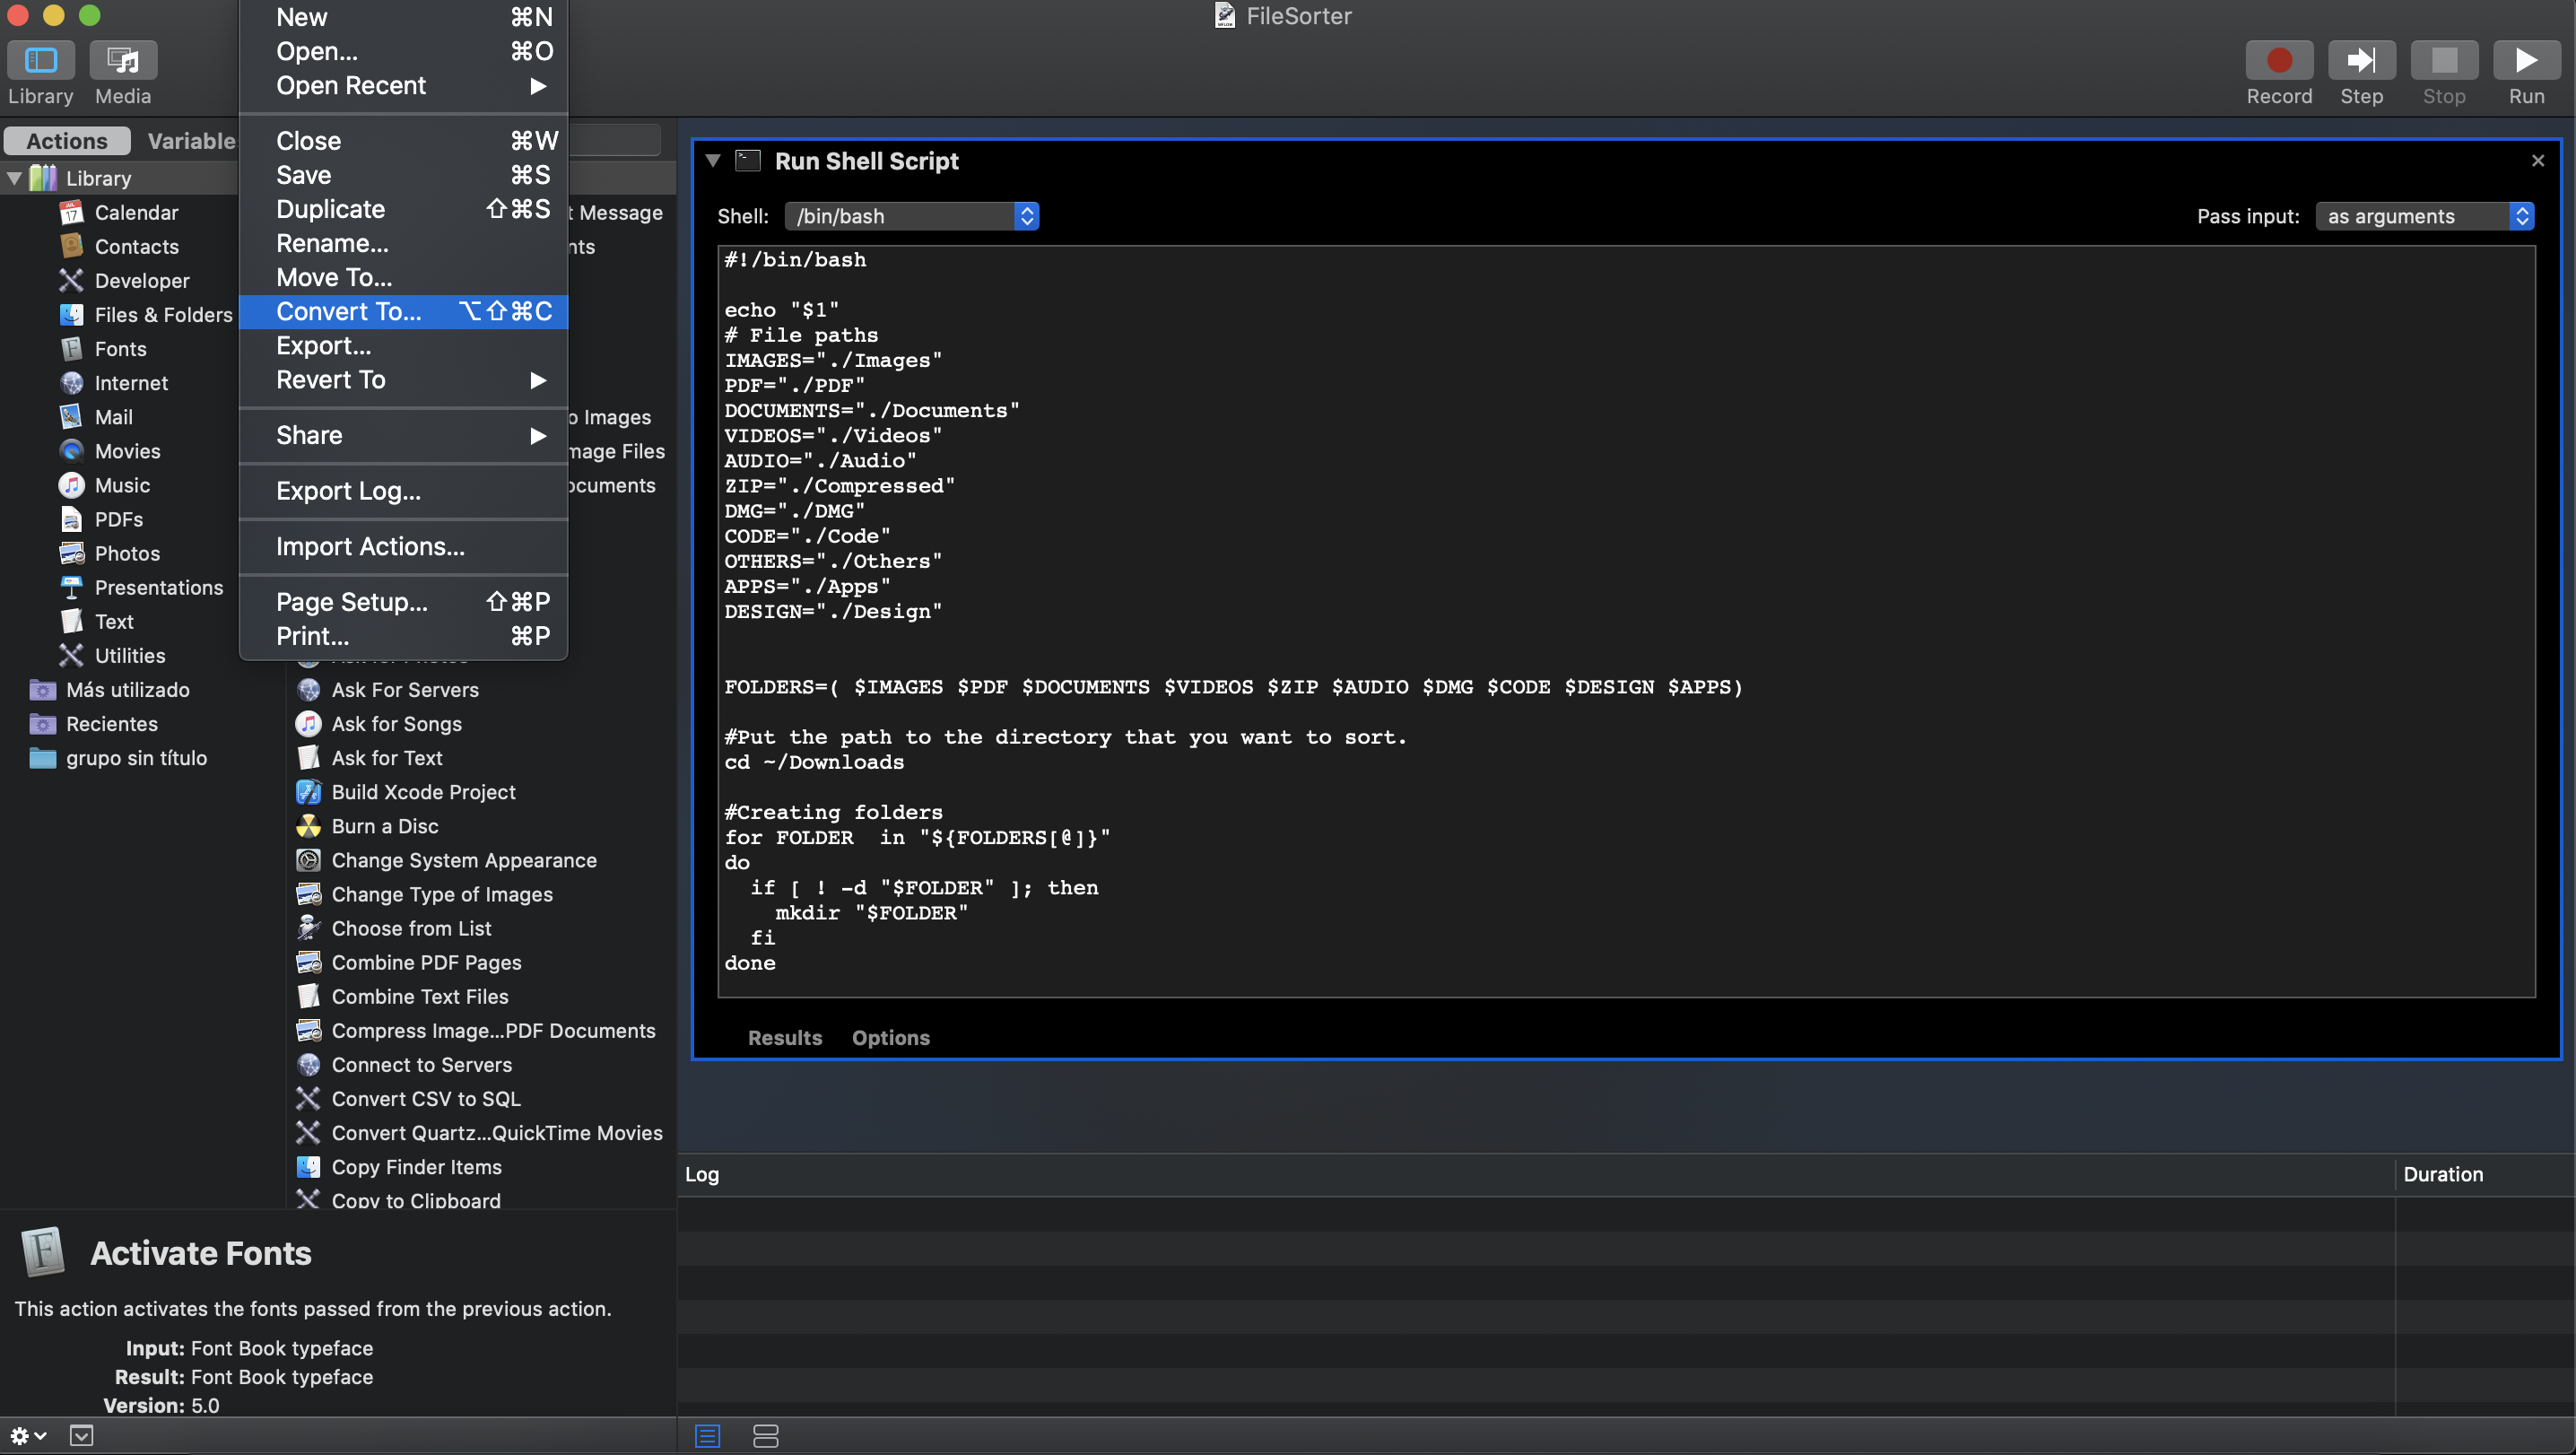 FileSorter
Library
Media
Record
Step
Stop
Run
New ⌘N
Open... ⌘O
Open Recent ▶
Close ⌘W
Save ⌘S
Duplicate ⇧⌘S
Rename...
Move To...
Convert To... ⌥⇧⌘C
Export...
Revert To ▶
Share ▶
Export Log...
Import Actions...
Page Setup... ⇧⌘P
Print... ⌘P
Actions
Library
Calendar
Contacts
Developer
Files & Folders
Fonts
Internet
Mail
Movies
Music
PDFs
Photos
Presentations
Text
Utilities
Más utilizado
Recientes
grupo sin título
Message
Images
Files
Ask For Servers
Ask for Songs
Ask for Text
Build Xcode Project
Burn a Disc
Change System Appearance
Change Type of Images
Choose from List
Combine PDF Pages
Combine Text Files
Compress Image...PDF Documents
Connect to Servers
Convert CSV to SQL
Convert Quartz...QuickTime Movies
Copy Finder Items
Copy to Clipboard
Activate Fonts
This action activates the fonts passed from the previous action.
Input: Font Book typeface
Result: Font Book typeface
Version: 5.0
Run Shell Script
Shell: /bin/bash
Pass input: as arguments
#!/bin/bash
echo "$1"
# File paths
IMAGES="./Images"
PDF="./PDF"
DOCUMENTS="./Documents"
VIDEOS="./Videos"
AUDIO="./Audio"
ZIP="./Compressed"
DMG="./DMG"
CODE="./Code"
OTHERS="./Others"
APPS="./Apps"
DESIGN="./Design"
FOLDERS=( $IMAGES $PDF $DOCUMENTS $VIDEOS $ZIP $AUDIO $DMG $CODE $DESIGN $APPS)
#Put the path to the directory that you want to sort.
cd ~/Downloads
#Creating folders
for FOLDER  in "${FOLDERS[@]}"
do
  if [ ! -d "$FOLDER" ]; then
    mkdir "$FOLDER"
  fi
done
Results
Options
Log
Duration